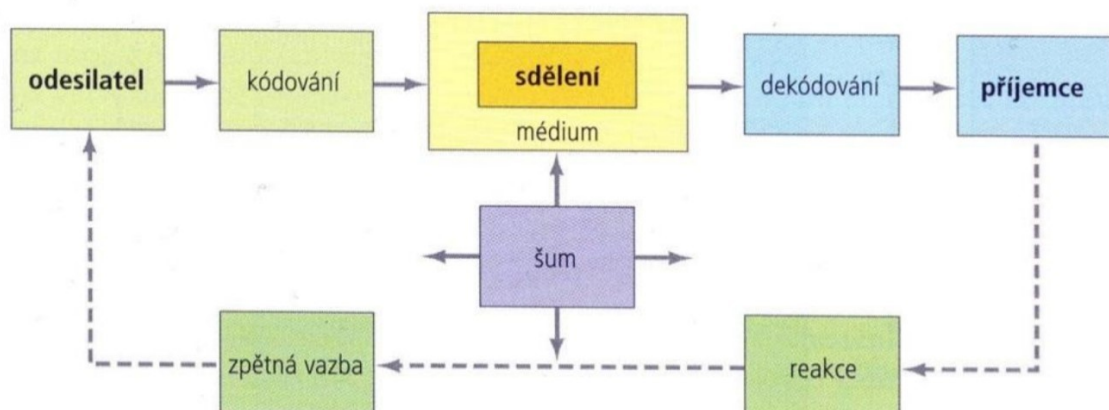 odesilatel
kódování
sdělení
médium
dekódování
příjemce
šum
zpětná vazba
reakce